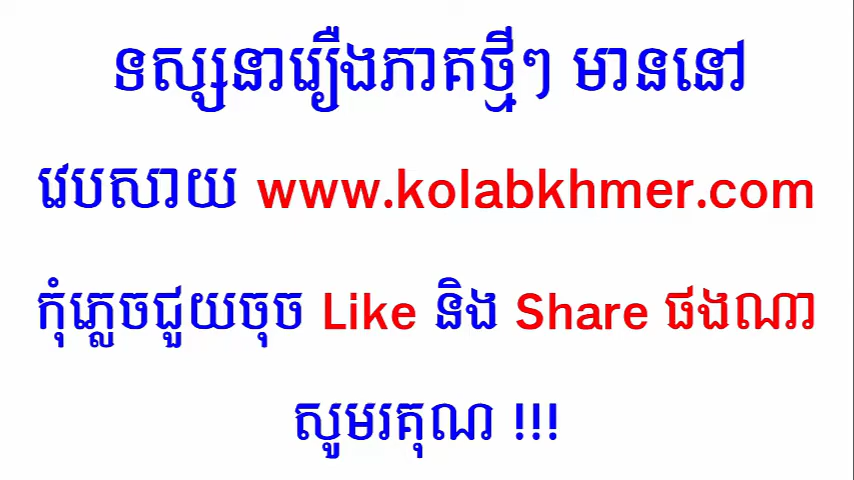 ទស្សនារឿងភាគថ្មីៗ មាននៅ
វេបសាយ www.kolabkhmer.com
កុំភ្លេចជួយចុច Like និង Share ផងណា
សូមរគុណ !!!